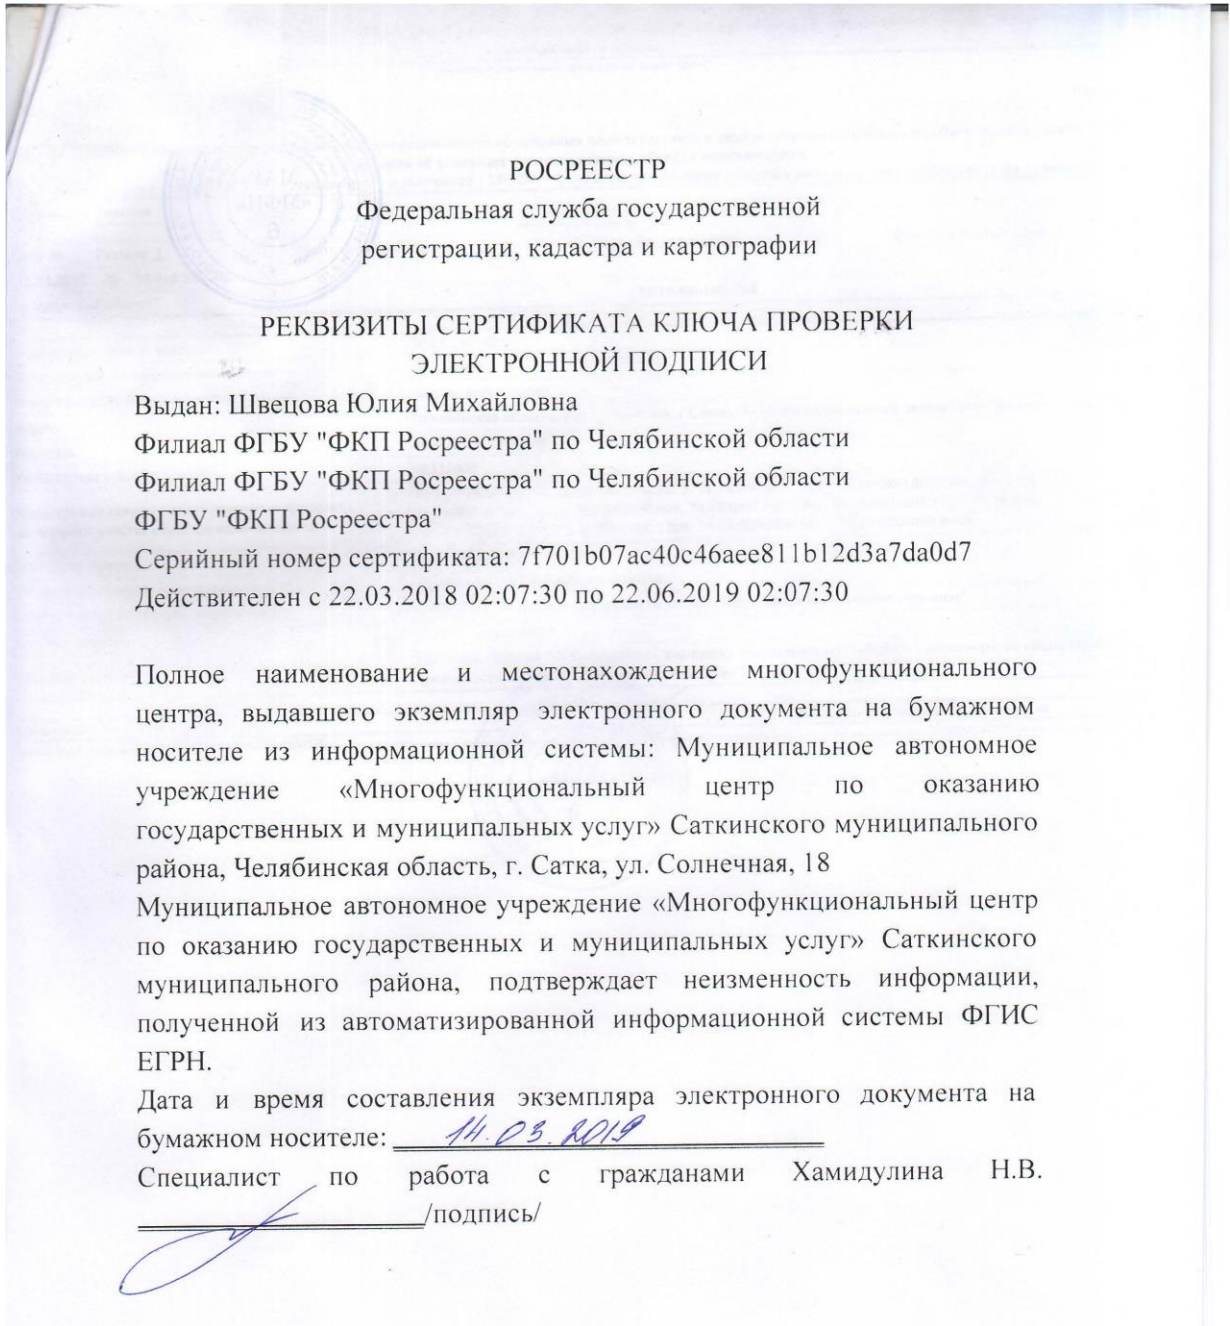 РОСРЕЕСТР
Федеральная служба государственной
регистрации, кадастра и картографии
РЕКВИЗИТЫ СЕРТИФИКАТА КЛЮЧА ПРОВЕРКИ
ЭЛЕКТРОННОЙ ПОДПИСИ
Выдан: Швецова Юлия Михайловна
Филиал ФГБУ "ФКП Росреестра" по Челябинской области
Филиал ФГБУ "ФКП Росреестра" по Челябинской области
ФГБУ "ФКП Росреестра"
Серийный номер сертификата: 7f701b07ac40c46aee811b12d3a7da0d7
Действителен с 22.03.2018 02:07:30 по 22.06.2019 02:07:30
Полное наименование и местонахождение многофункционального
центра, выдавшего экземпляр электронного документа на бумажном
носителе из информационной системы: Муниципальное автономное
учреждение «Многофункциональный центр по оказанию
государственных и муниципальных услуг» Саткинского муниципального
района, Челябинская область, г. Сатка, ул. Солнечная, 18
Муниципальное автономное учреждение «Многофункциональный центр
по оказанию государственных и муниципальных услуг» Саткинского
муниципального района, подтверждает неизменность информации,
полученной из автоматизированной информационной системы ФГИС
ЕГРН.
Дата и время составления экземпляра электронного документа на
бумажном носителе: 14.03.2019
Специалист по работа с гражданами Хамидулина Н.В.
/подпись/